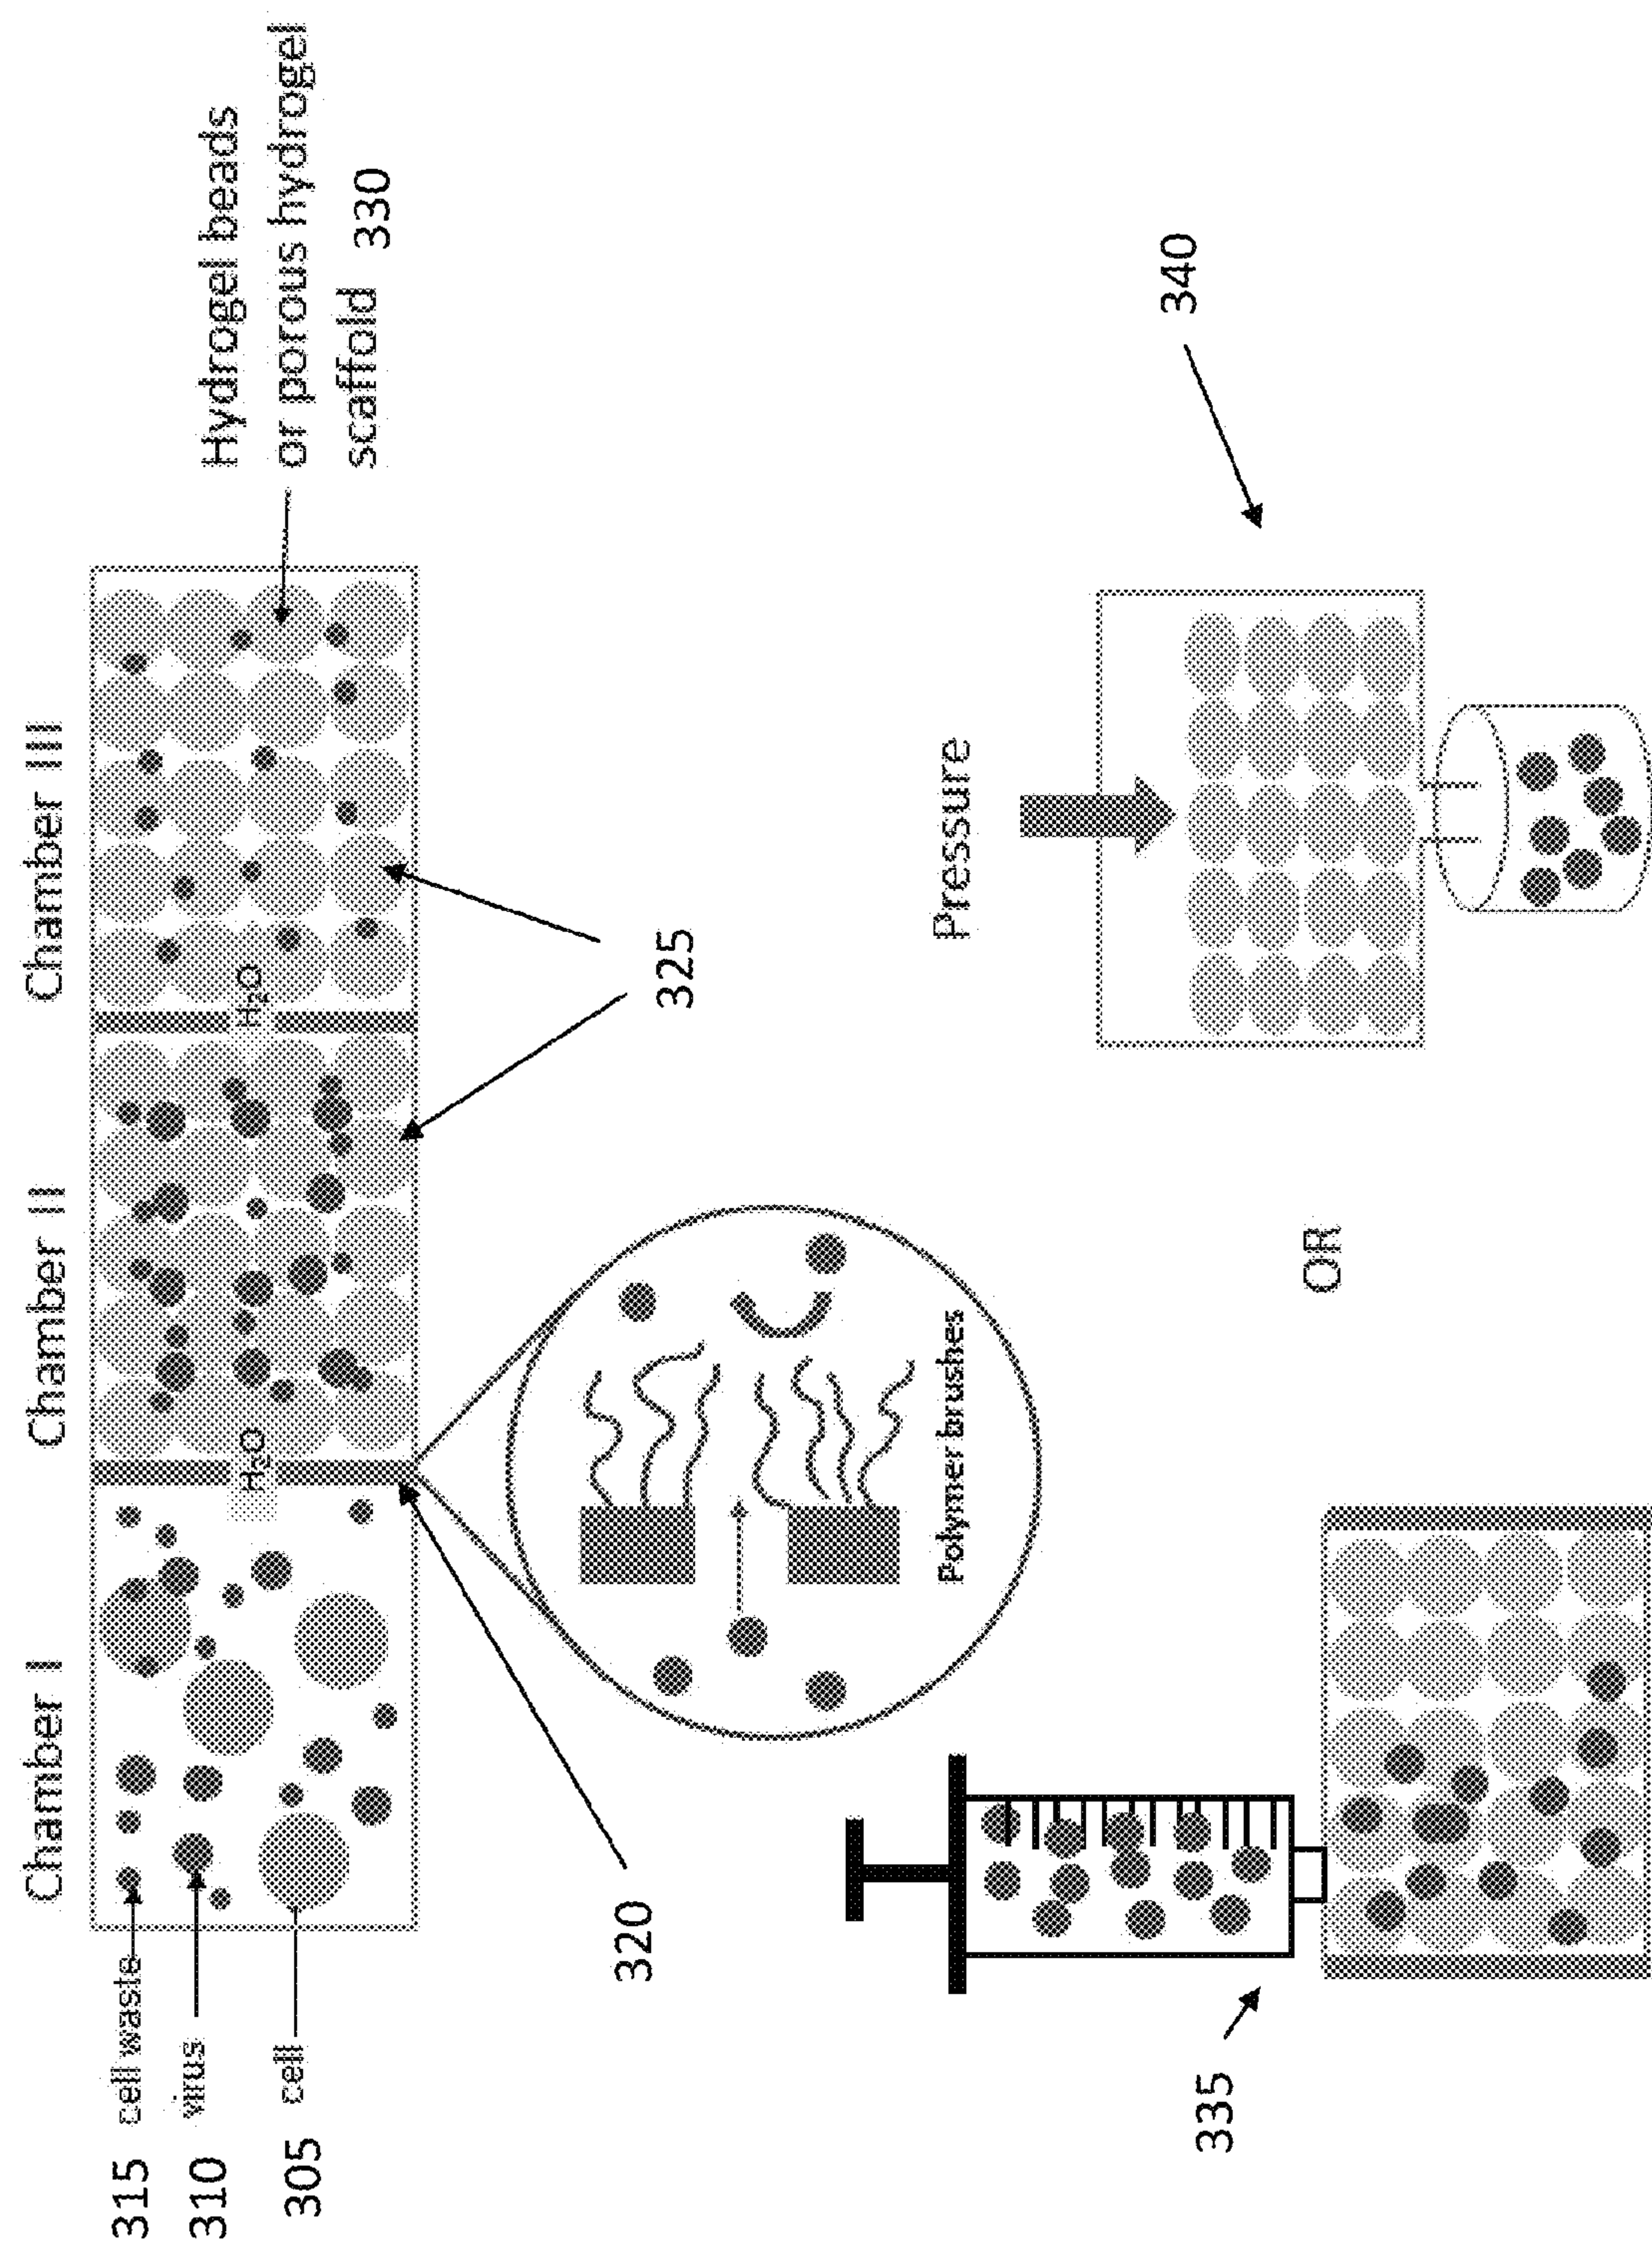 Chamber I
Chamber II
Chamber III
315 cell waste
310 virus
305 cell
H₂O
H₂O
Hydrogel beads
or porous hydrogel
scaffold 330
320
325
Polymer brushes
335
OR
Pressure
340